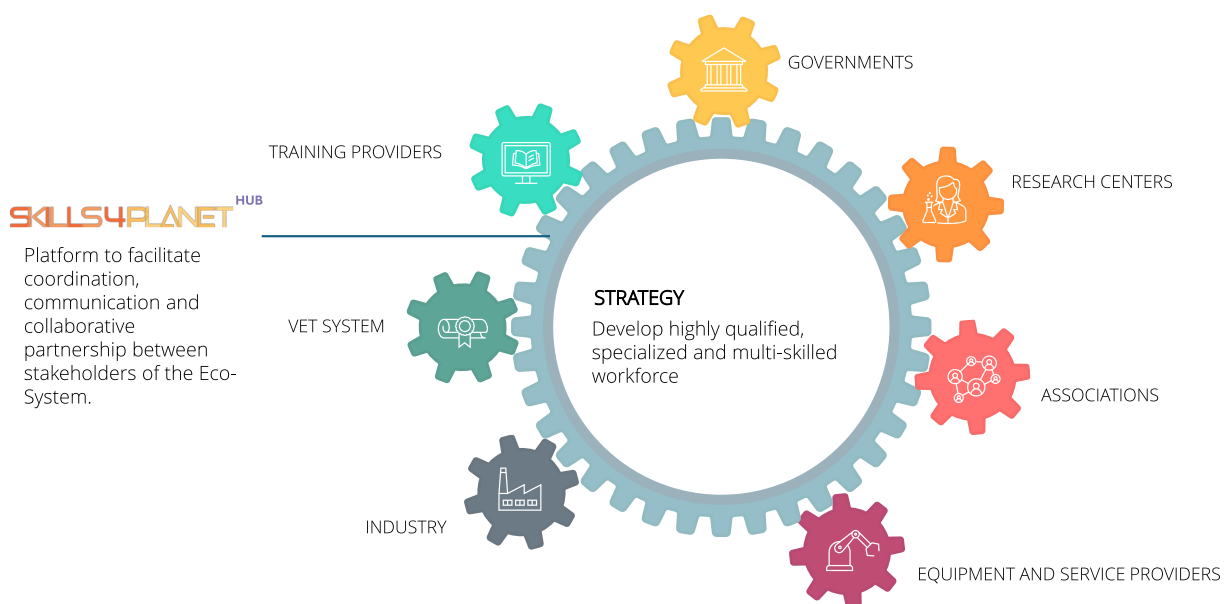 GOVERNMENTS
TRAINING PROVIDERS
RESEARCH CENTERS
SKILLS4PLANET HUB
Platform to facilitate
coordination,
communication and
collaborative
partnership between
stakeholders of the Eco-
System.
STRATEGY
Develop highly qualified,
specialized and multi-skilled
workforce
VET SYSTEM
ASSOCIATIONS
INDUSTRY
EQUIPMENT AND SERVICE PROVIDERS